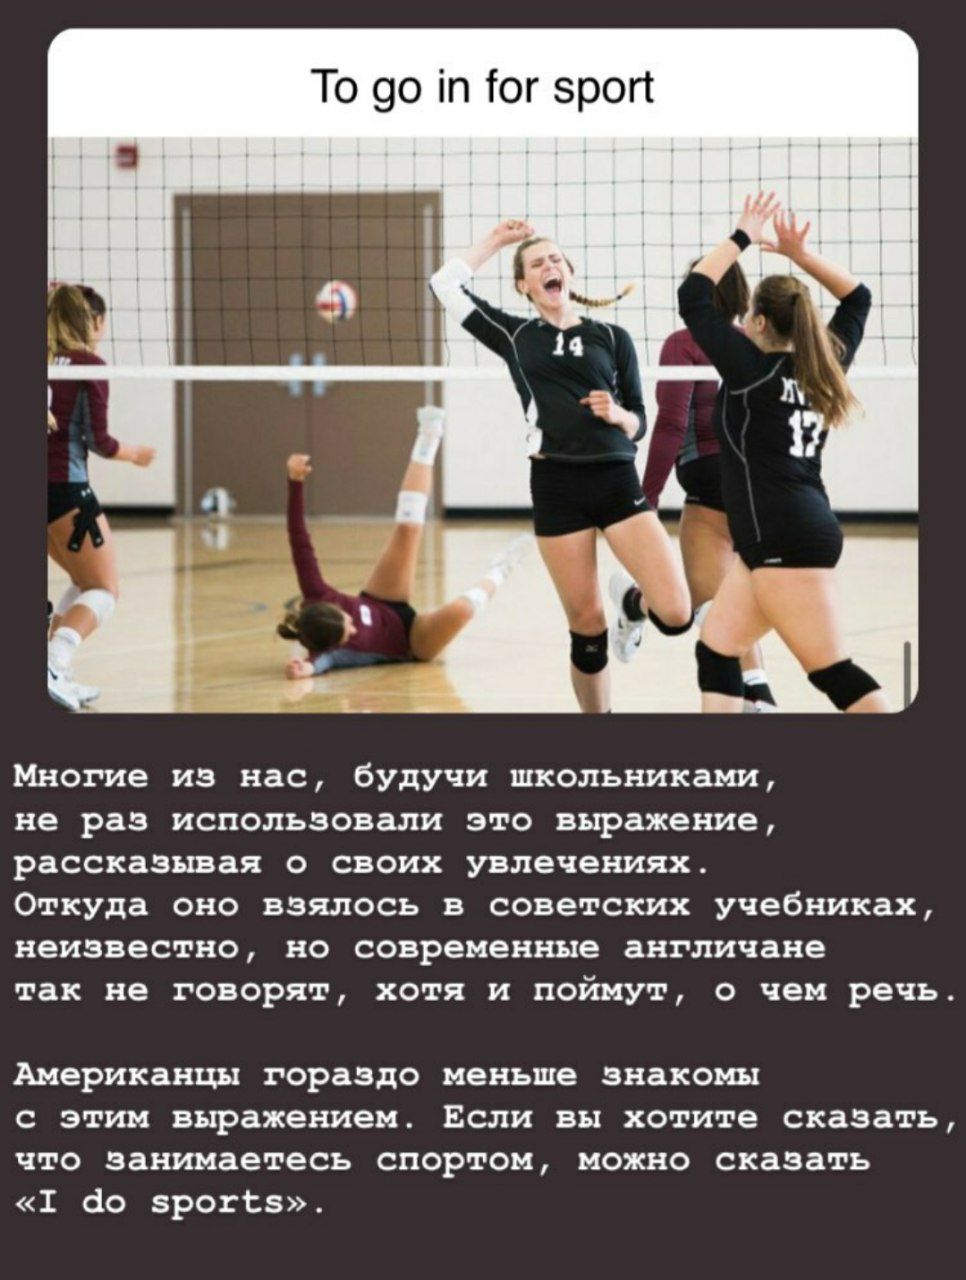 To go in for sport
14
17
Многие из нас, будучи школьниками,
не раз использовали это выражение,
рассказывая о своих увлечениях.
Откуда оно взялось в советских учебниках,
неизвестно, но современные англичане
так не говорят, хотя и поймут, о чем речь.
Американцы гораздо меньше знакомы
с этим выражением. Если вы хотите сказать,
что занимаетесь спортом, можно сказать
«I do sports».